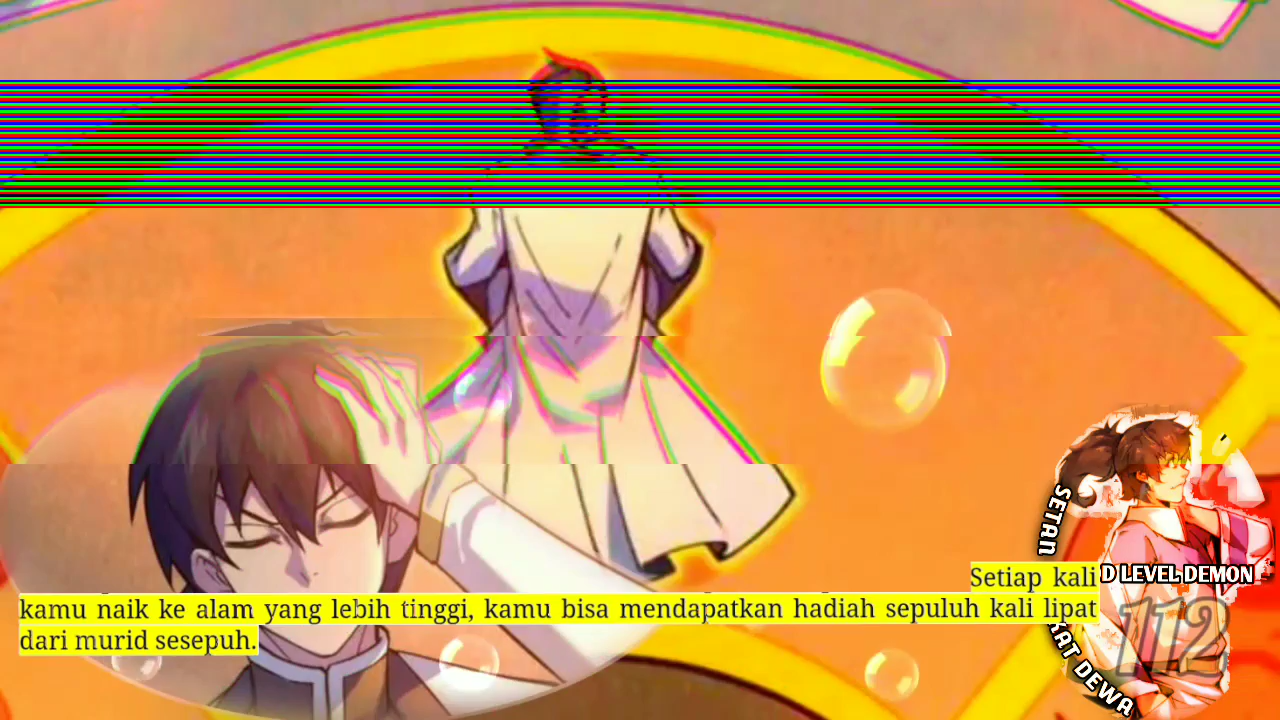 Setiap kali
kamu naik ke alam yang lebih tinggi, kamu bisa mendapatkan hadiah sepuluh kali lipat
dari murid sesepuh.
SETAN
D LEVEL DEMON
112
KAT DEWA